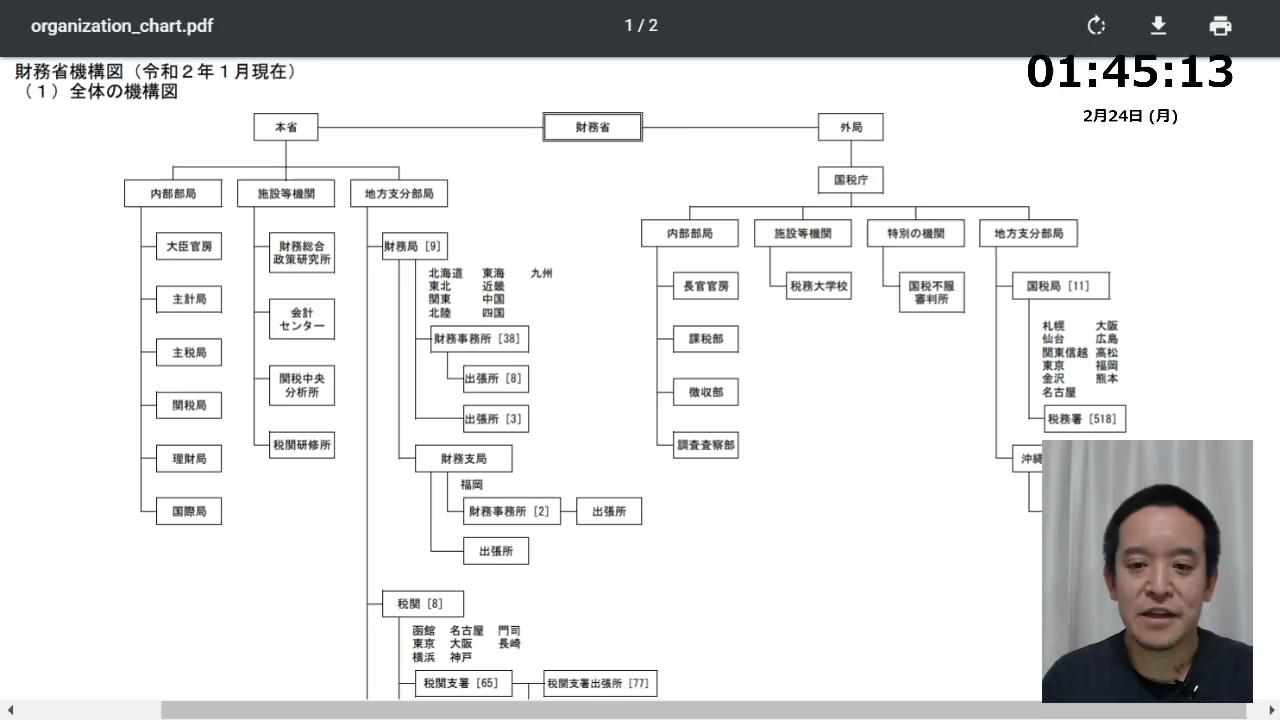 organization_chart.pdf
1 / 2
01:45:13
2月24日 (月)
財務省機構図（令和２年１月現在）
（１）全体の機構図
本省
財務省
外局
国税庁
内部部局
施設等機関
地方支分部局
内部部局
施設等機関
特別の機関
地方支分部局
大臣官房
主計局
主税局
関税局
理財局
国際局
財務総合
政策研究所
会計
センター
関税中央
分析所
税関研修所
財務局 [9]
北海道 東海 九州
東北 近畿
関東 中国
北陸 四国
財務事務所 [38]
出張所 [8]
出張所 [3]
財務支局
福岡
財務事務所 [2]
出張所
出張所
税関 [8]
函館 名古屋 門司
東京 大阪 長崎
横浜 神戸
税関支署 [65]
税関支署出張所 [77]
長官官房
課税部
徴収部
調査査察部
税務大学校
国税不服
審判所
国税局 [11]
札幌 大阪
仙台 広島
関東信越 高松
東京 福岡
金沢 熊本
名古屋
税務署 [518]
沖縄